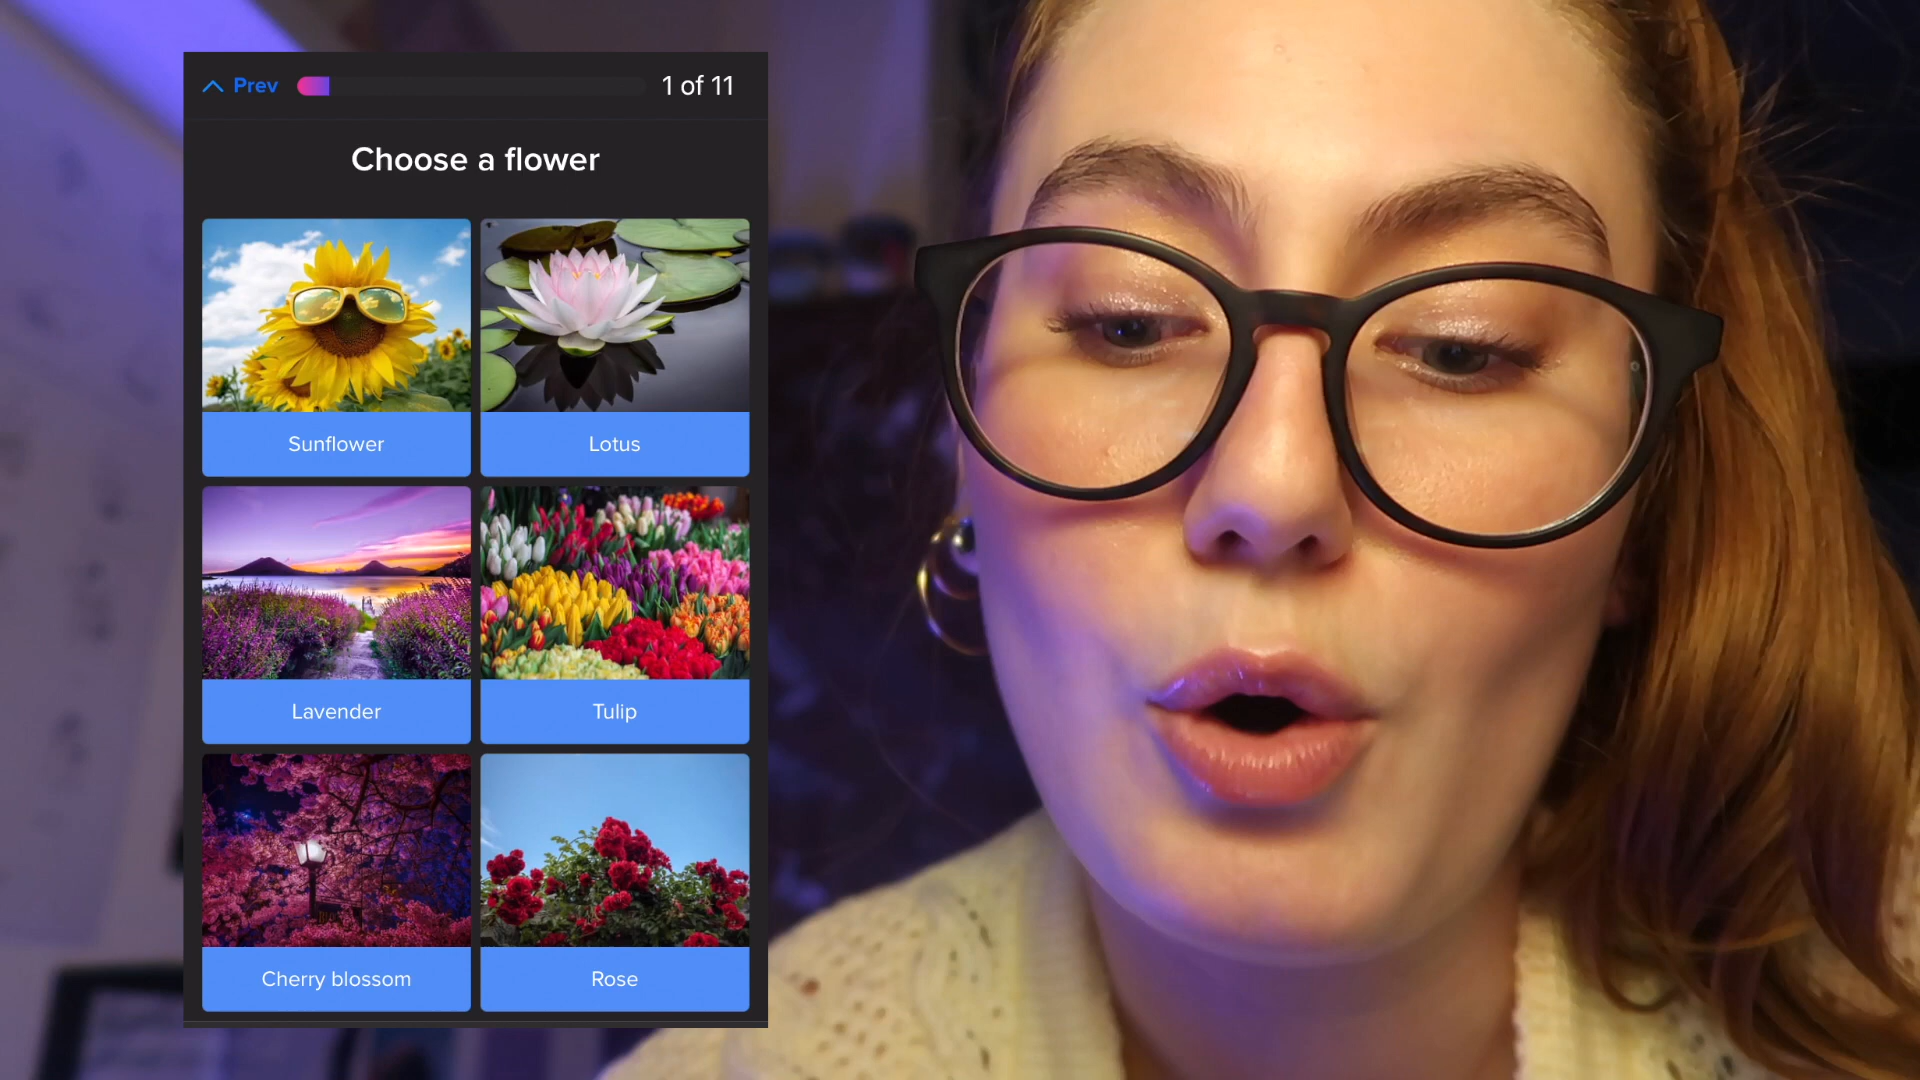 Prev
1 of 11
Choose a flower
Sunflower
Lotus
Lavender
Tulip
Cherry blossom
Rose